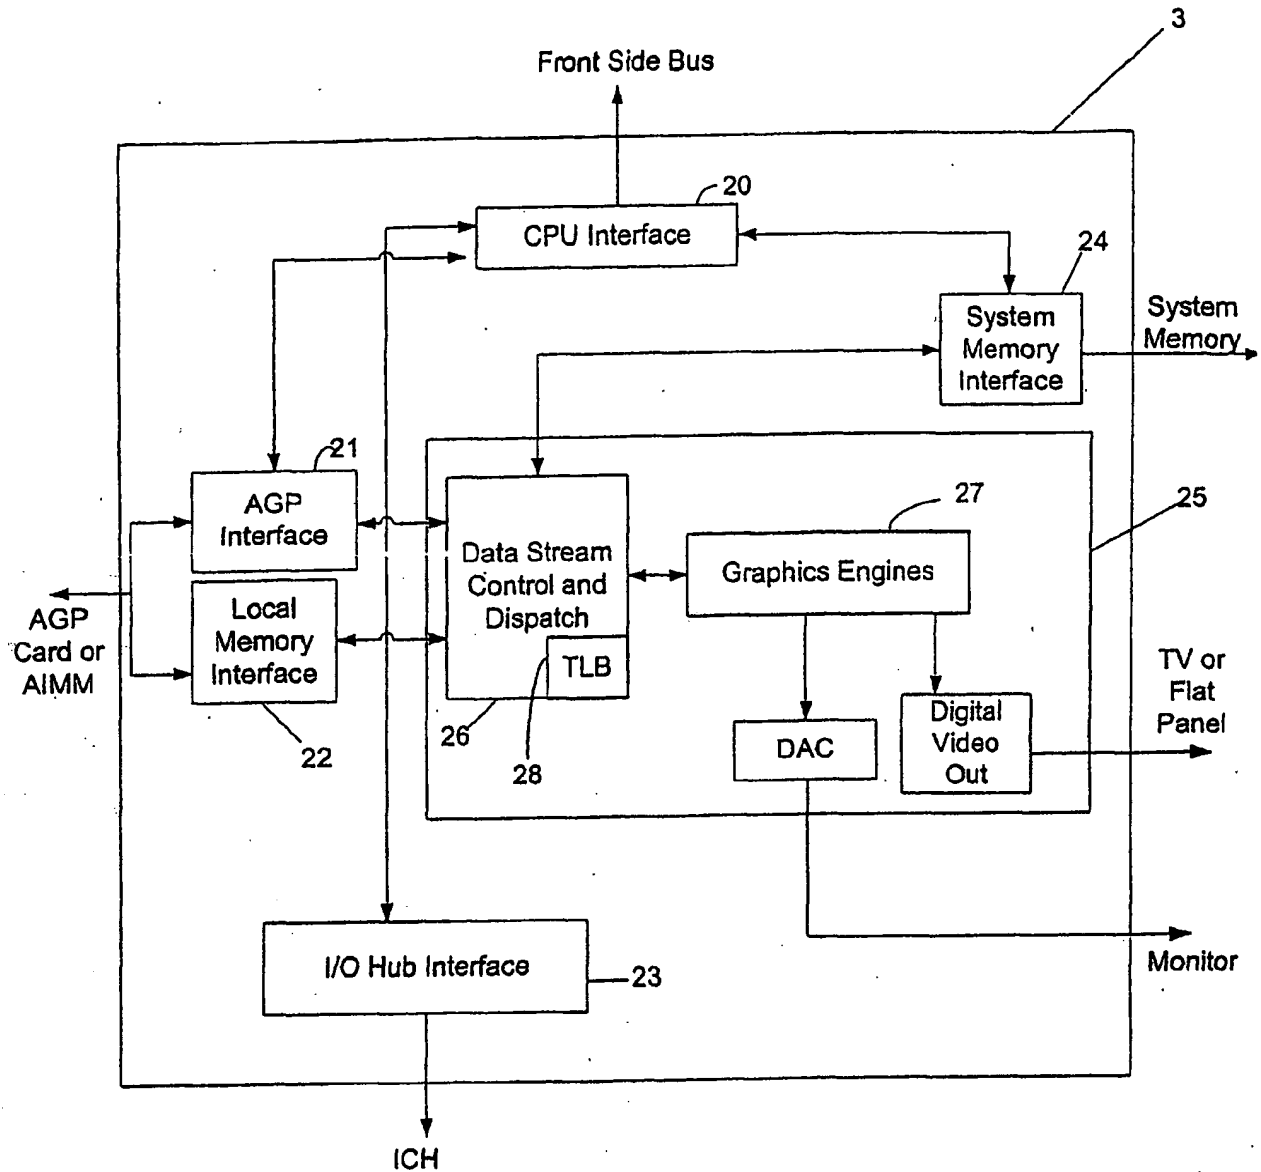 3
Front Side Bus
20
CPU Interface
24
System
Memory
Interface
System
Memory
21
AGP
Interface
27
25
Data Stream
Control and
Dispatch
TLB
Graphics Engines
Local
Memory
Interface
AGP
Card or
AIMM
22
26
28
DAC
Digital
Video
Out
TV or
Flat
Panel
I/O Hub Interface
23
Monitor
ICH